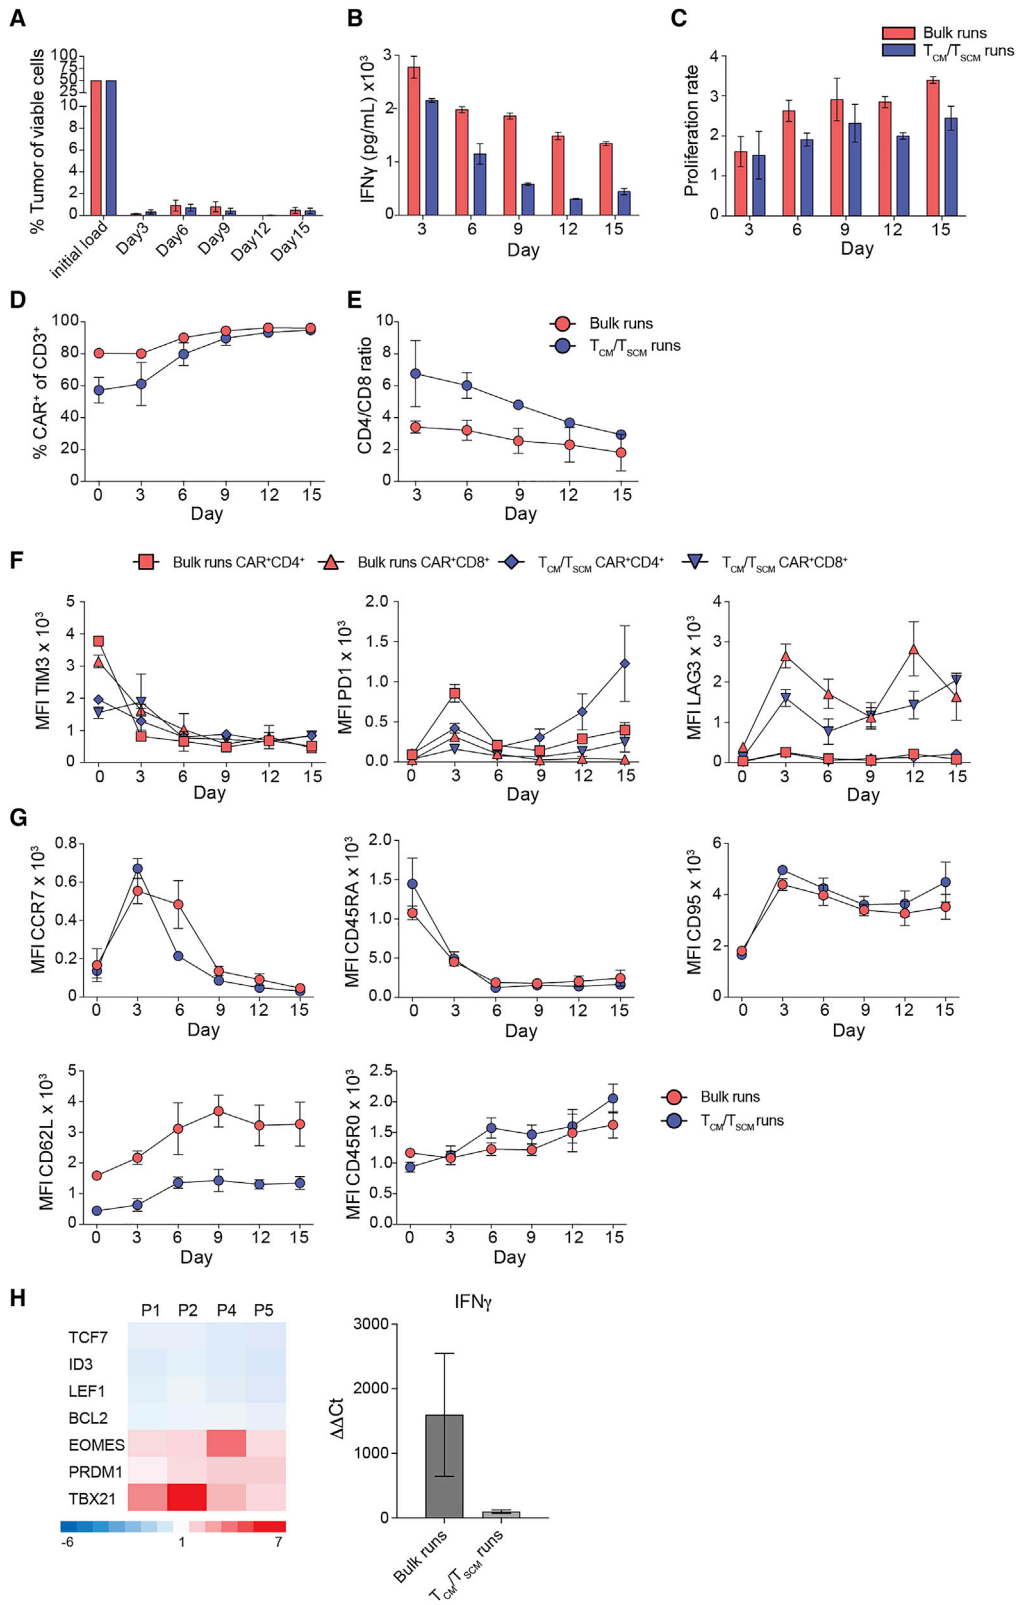 A
% Tumor of viable cells
100
75
50
25
10
8
6
4
2
0
initial load
Day3
Day6
Day9
Day12
Day15
B
IFNγ (pg/mL) x10³
3
2
1
0
3 6 9 12 15
Day
C
Bulk runs
TCM/TSCM runs
Proliferation rate
4
3
2
1
0
3 6 9 12 15
Day
D
% CAR⁺ of CD3⁺
100
80
60
40
20
0
0 3 6 9 12 15
Day
E
Bulk runs
TCM/TSCM runs
CD4/CD8 ratio
10
8
6
4
2
0
3 6 9 12 15
Day
F
Bulk runs CAR⁺CD4⁺
Bulk runs CAR⁺CD8⁺
TCM/TSCM CAR⁺CD4⁺
TCM/TSCM CAR⁺CD8⁺
MFI TIM3 x 10³
5
4
3
2
1
0
0 3 6 9 12 15
Day
MFI PD1 x 10³
2.0
1.5
1.0
0.5
0.0
0 3 6 9 12 15
Day
MFI LAG3 x 10³
4
3
2
1
0
0 3 6 9 12 15
Day
G
MFI CCR7 x 10³
0.8
0.6
0.4
0.2
0
0 3 6 9 12 15
Day
MFI CD45RA x 10³
2.0
1.5
1.0
5.0
0.0
0 3 6 9 12 15
Day
MFI CD95 x 10³
6
4
2
0
0 3 6 9 12 15
Day
MFI CD62L x 10³
5
4
3
2
1
0
0 3 6 9 12 15
Day
MFI CD45R0 x 10³
2.5
2.0
1.5
1.0
0.5
0.0
0 3 6 9 12 15
Day
Bulk runs
TCM/TSCM runs
H
P1 P2 P4 P5
TCF7
ID3
LEF1
BCL2
EOMES
PRDM1
TBX21
-6 1 7
IFNγ
ΔΔCt
3000
2000
1000
0
Bulk runs
TCM/TSCM runs